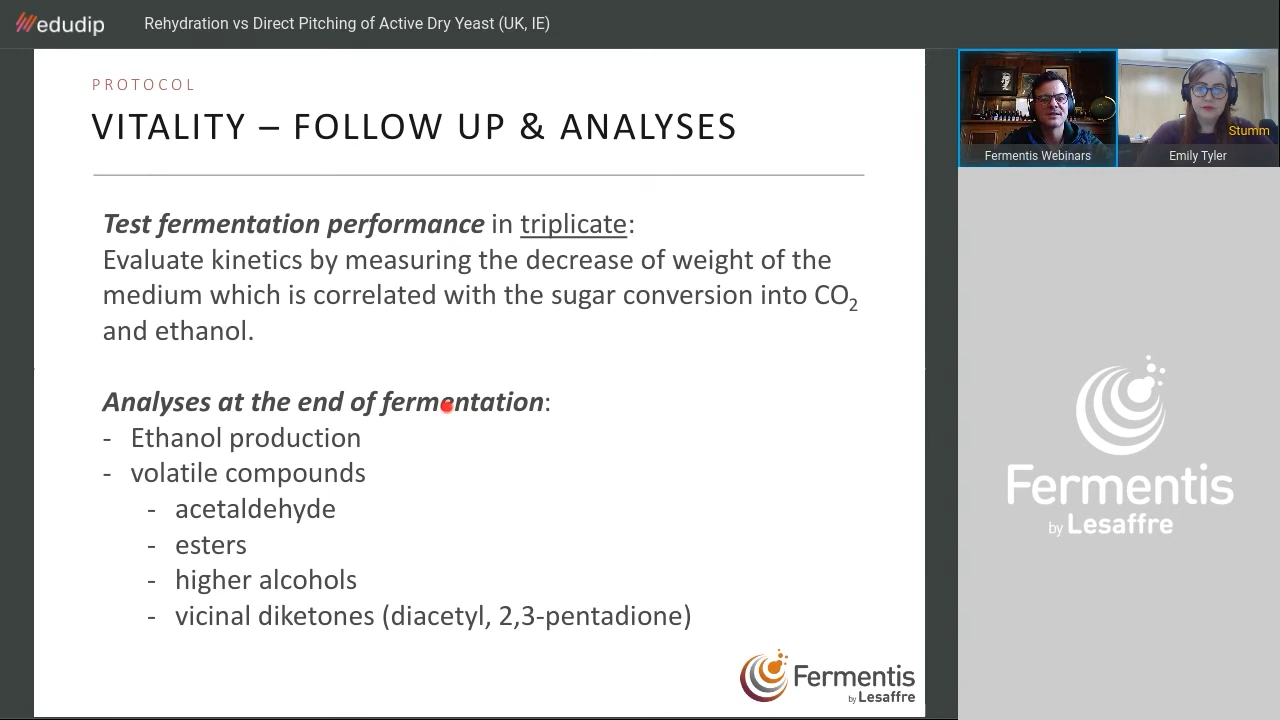 edudip
Rehydration vs Direct Pitching of Active Dry Yeast (UK, IE)
PROTOCOL
VITALITY – FOLLOW UP & ANALYSES
Test fermentation performance in triplicate:
Evaluate kinetics by measuring the decrease of weight of the
medium which is correlated with the sugar conversion into CO₂
and ethanol.
Analyses at the end of fermentation:
- Ethanol production
- volatile compounds
- acetaldehyde
- esters
- higher alcohols
- vicinal diketones (diacetyl, 2,3-pentadione)
Fermentis
by Lesaffre
Fermentis Webinars
Stumm
Emily Tyler
Fermentis
by Lesaffre